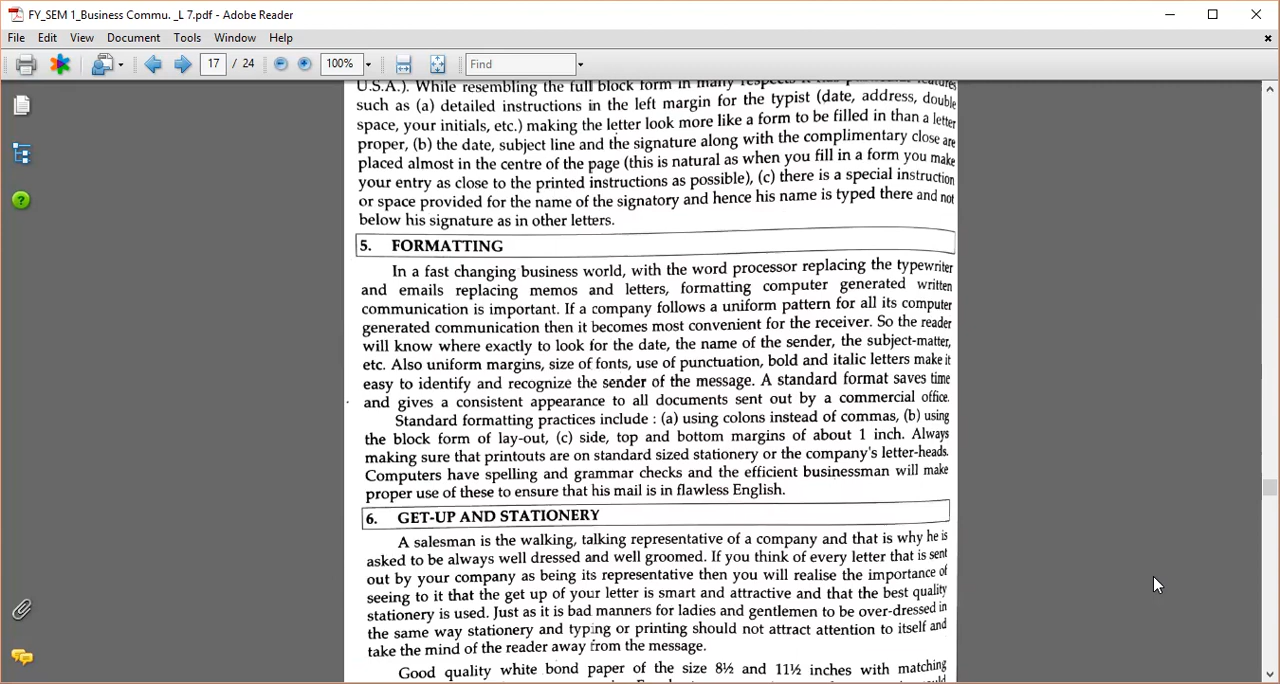 FY_SEM 1_Business Commu. _L 7.pdf - Adobe Reader
File Edit View Document Tools Window Help
17 / 24 100% Find
U.S.A.). While resembling the full block form in many respects it has features
such as (a) detailed instructions in the left margin for the typist (date, address, double
space, your initials, etc.) making the letter look more like a form to be filled in than a letter
proper, (b) the date, subject line and the signature along with the complimentary close are
placed almost in the centre of the page (this is natural as when you fill in a form you make
your entry as close to the printed instructions as possible), (c) there is a special instruction
or space provided for the name of the signatory and hence his name is typed there and not
below his signature as in other letters.
5. FORMATTING
In a fast changing business world, with the word processor replacing the typewriter
and emails replacing memos and letters, formatting computer generated written
communication is important. If a company follows a uniform pattern for all its computer
generated communication then it becomes most convenient for the receiver. So the reader
will know where exactly to look for the date, the name of the sender, the subject-matter,
etc. Also uniform margins, size of fonts, use of punctuation, bold and italic letters make it
easy to identify and recognize the sender of the message. A standard format saves time
and gives a consistent appearance to all documents sent out by a commercial office.
Standard formatting practices include : (a) using colons instead of commas, (b) using
the block form of lay-out, (c) side, top and bottom margins of about 1 inch. Always
making sure that printouts are on standard sized stationery or the company's letter-heads.
Computers have spelling and grammar checks and the efficient businessman will make
proper use of these to ensure that his mail is in flawless English.
6. GET-UP AND STATIONERY
A salesman is the walking, talking representative of a company and that is why he is
asked to be always well dressed and well groomed. If you think of every letter that is sent
out by your company as being its representative then you will realise the importance of
seeing to it that the get up of your letter is smart and attractive and that the best quality
stationery is used. Just as it is bad manners for ladies and gentlemen to be over-dressed in
the same way stationery and typing or printing should not attract attention to itself and
take the mind of the reader away from the message.
Good quality white bond paper of the size 8½ and 11½ inches with matching